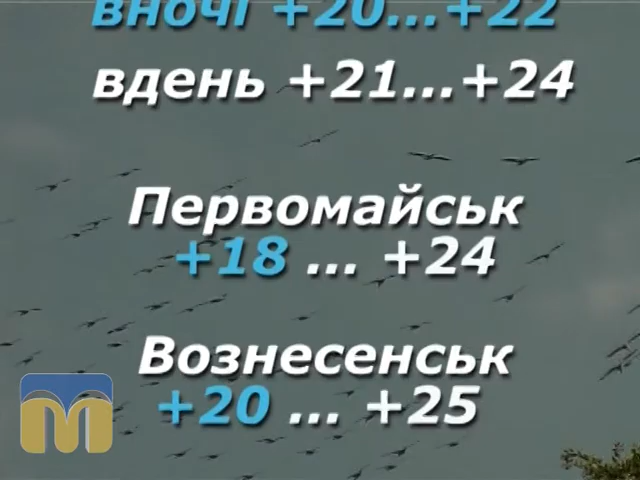 вночі +20...+22
вдень +21...+24
Первомайськ
+18 ... +24
Вознесенськ
+20 ... +25